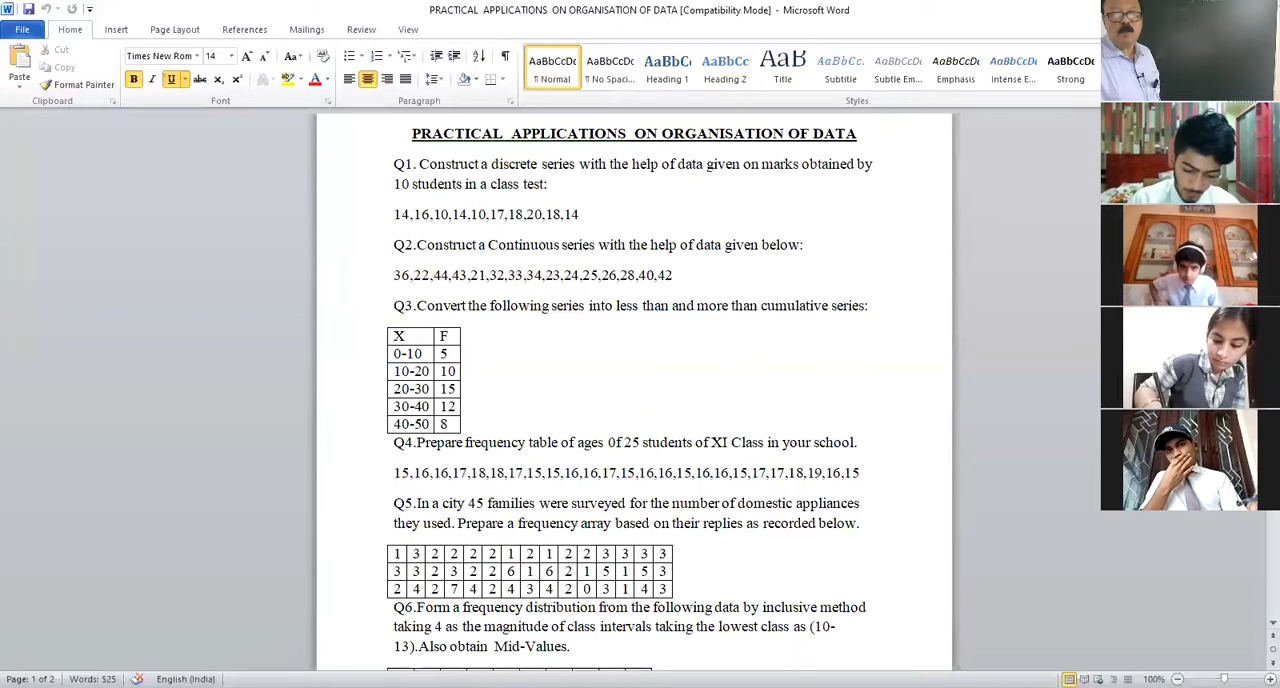 PRACTICAL APPLICATIONS ON ORGANISATION OF DATA [Compatibility Mode] - Microsoft Word
File Home Insert Page Layout References Mailings Review View
Cut
Copy
Format Painter
Paste
Clipboard
Times New Rom 14
Font
Paragraph
AaBbCcDc AaBbCcDc AaBbC AaBbCc AaB AaBbCc. AaBbCcDc AaBbCcDc AaBbCcDc AaBbCcDc
¶ Normal ¶ No Spaci... Heading 1 Heading 2 Title Subtitle Subtle Em... Emphasis Intense E... Strong
Styles
PRACTICAL APPLICATIONS ON ORGANISATION OF DATA
Q1. Construct a discrete series with the help of data given on marks obtained by
10 students in a class test:
14,16,10,14,10,17,18,20,18,14
Q2.Construct a Continuous series with the help of data given below:
36,22,44,43,21,32,33,34,23,24,25,26,28,40,42
Q3.Convert the following series into less than and more than cumulative series:
X F
0-10 5
10-20 10
20-30 15
30-40 12
40-50 8
Q4.Prepare frequency table of ages 0f 25 students of XI Class in your school.
15,16,16,17,18,18,17,15,15,16,16,17,15,16,16,15,16,16,15,17,17,18,19,16,15
Q5.In a city 45 families were surveyed for the number of domestic appliances
they used. Prepare a frequency array based on their replies as recorded below.
1 3 2 2 2 2 1 2 1 2 2 3 3 3 3
3 3 2 3 2 2 6 1 6 2 1 5 1 5 3
2 4 2 7 4 2 4 3 4 2 0 3 1 4 3
Q6.Form a frequency distribution from the following data by inclusive method
taking 4 as the magnitude of class intervals taking the lowest class as (10-
13).Also obtain Mid-Values.
Page: 1 of 2 Words: 525 English (India) 100%